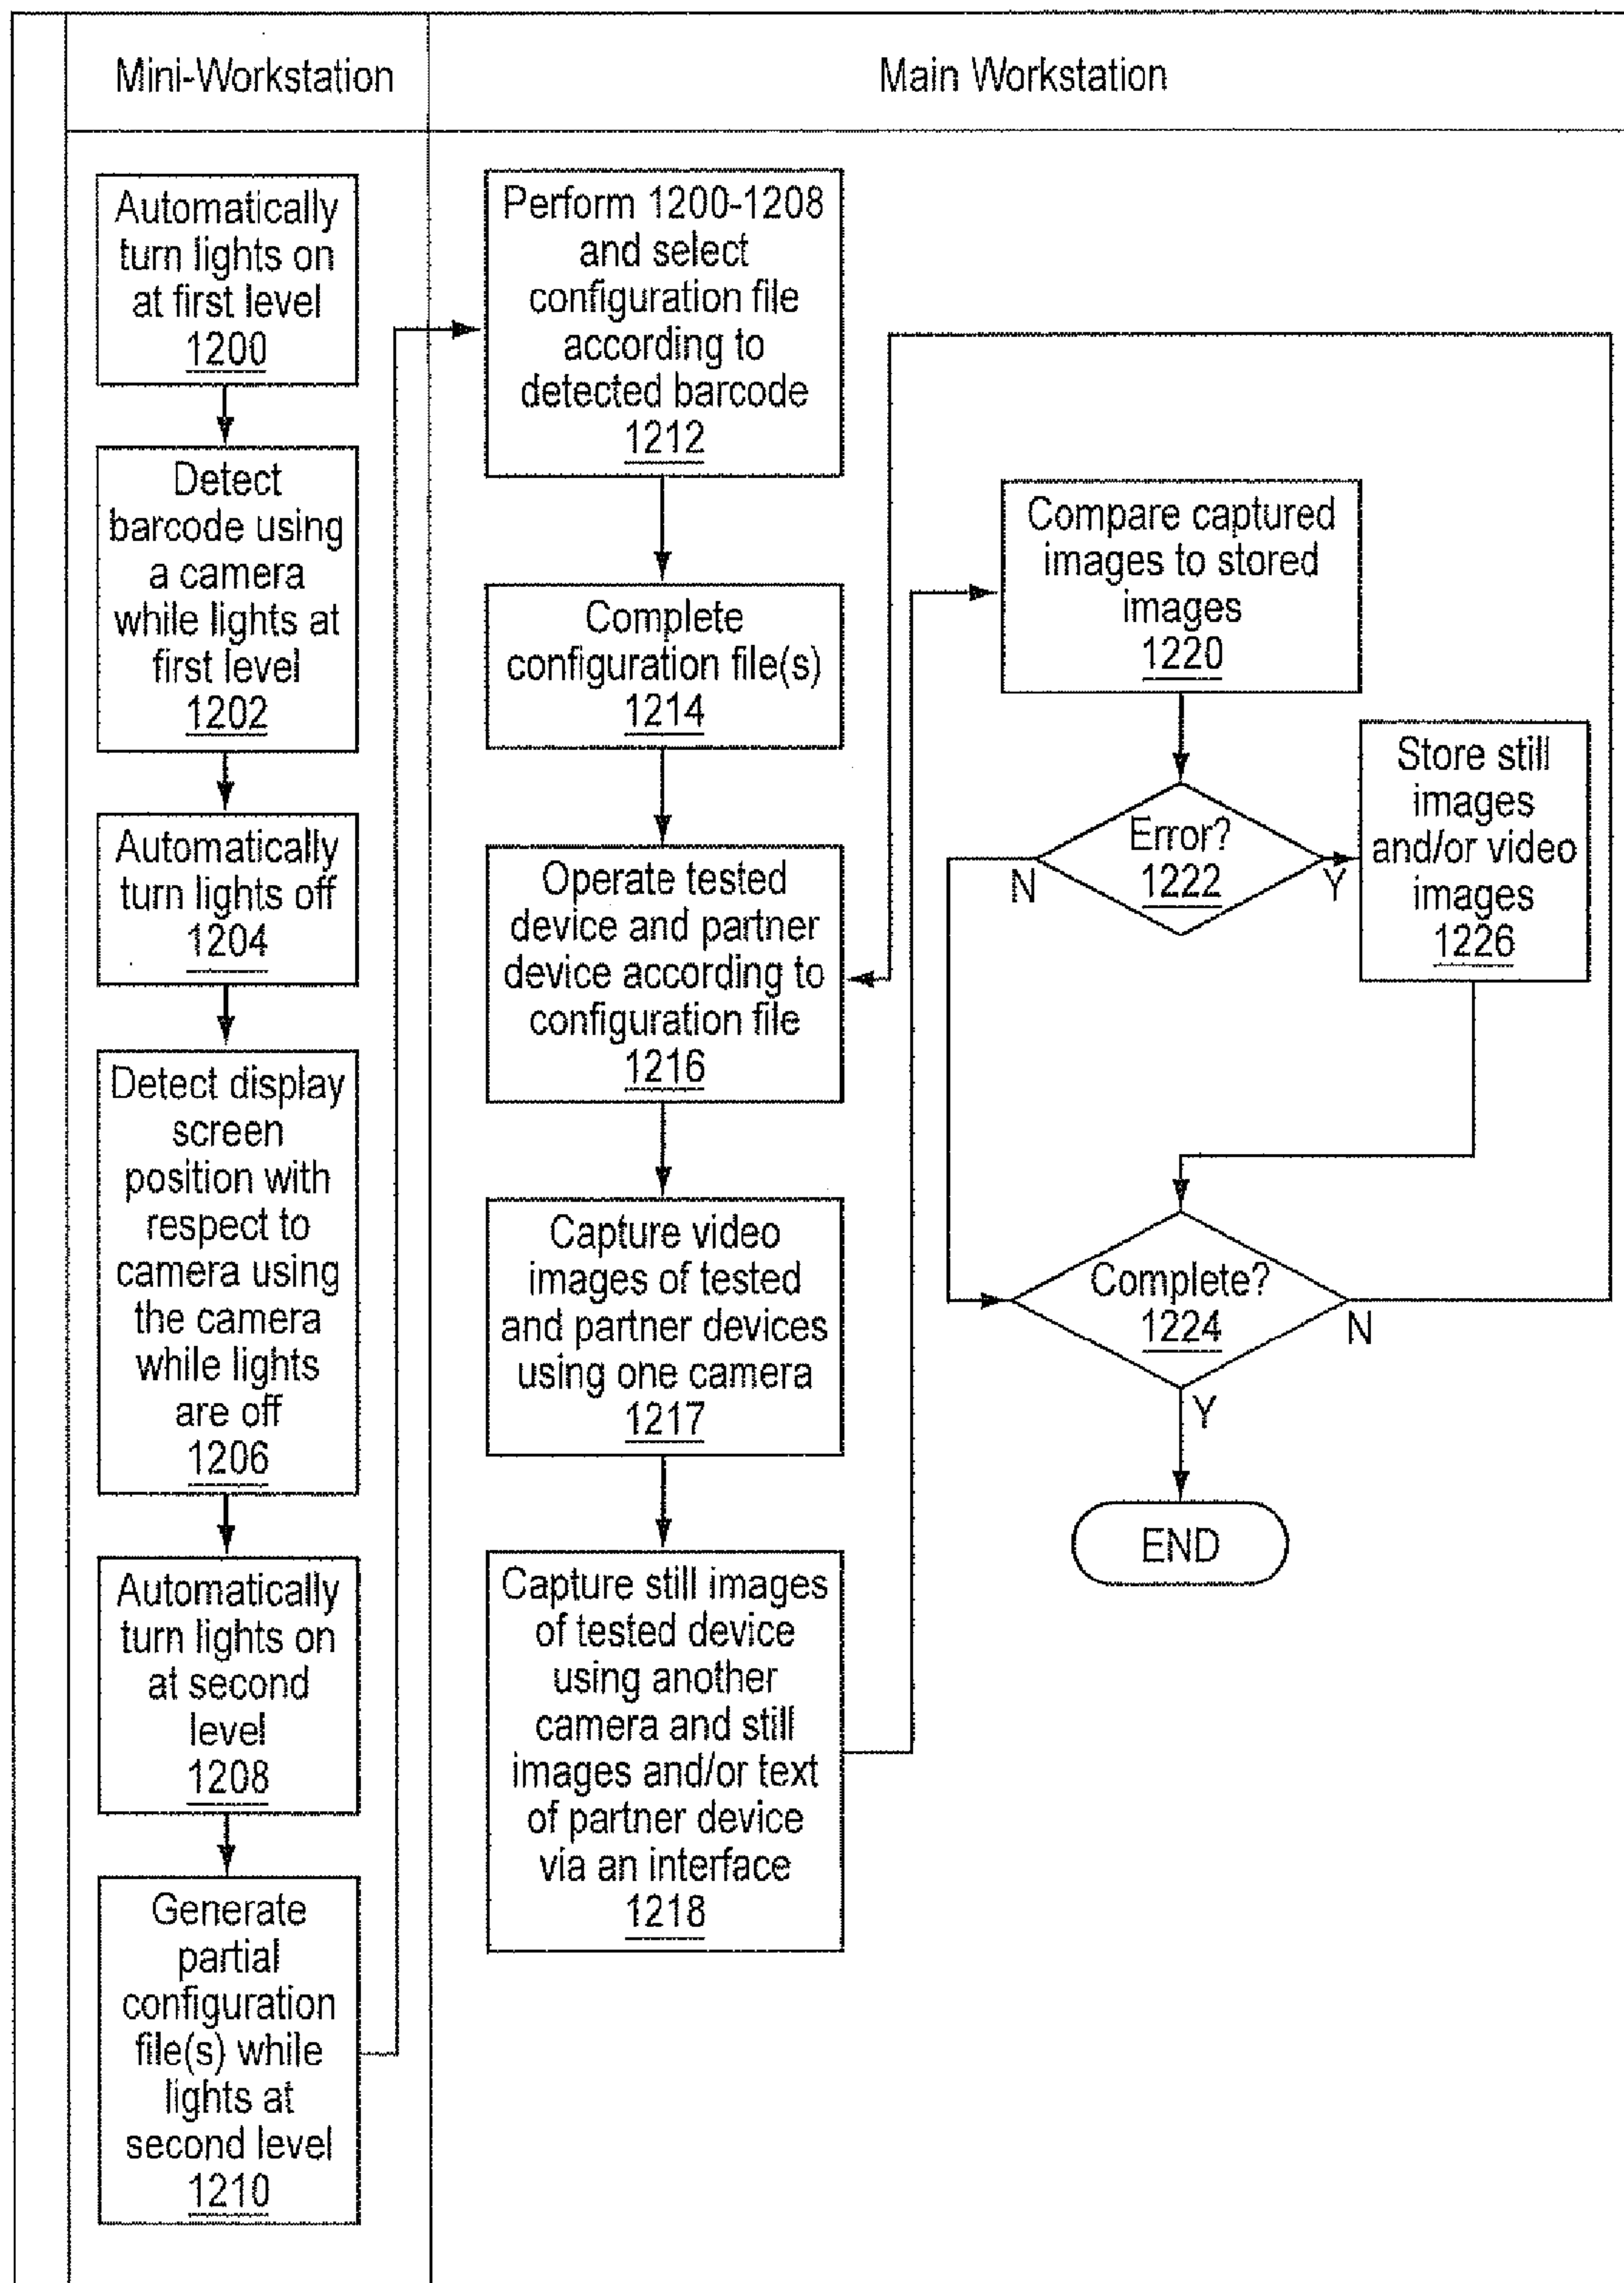 Mini-Workstation
Main Workstation
Automatically
turn lights on
at first level
1200
Detect
barcode using
a camera
while lights at
first level
1202
Automatically
turn lights off
1204
Detect display
screen
position with
respect to
camera using
the camera
while lights
are off
1206
Automatically
turn lights on
at second
level
1208
Generate
partial
configuration
file(s) while
lights at
second level
1210
Perform 1200-1208
and select
configuration file
according to
detected barcode
1212
Complete
configuration file(s)
1214
Operate tested
device and partner
device according to
configuration file
1216
Capture video
images of tested
and partner devices
using one camera
1217
Capture still images
of tested device
using another
camera and still
images and/or text
of partner device
via an interface
1218
Compare captured
images to stored
images
1220
Error?
1222
N
Y
Store still
images
and/or video
images
1226
Complete?
1224
N
Y
END